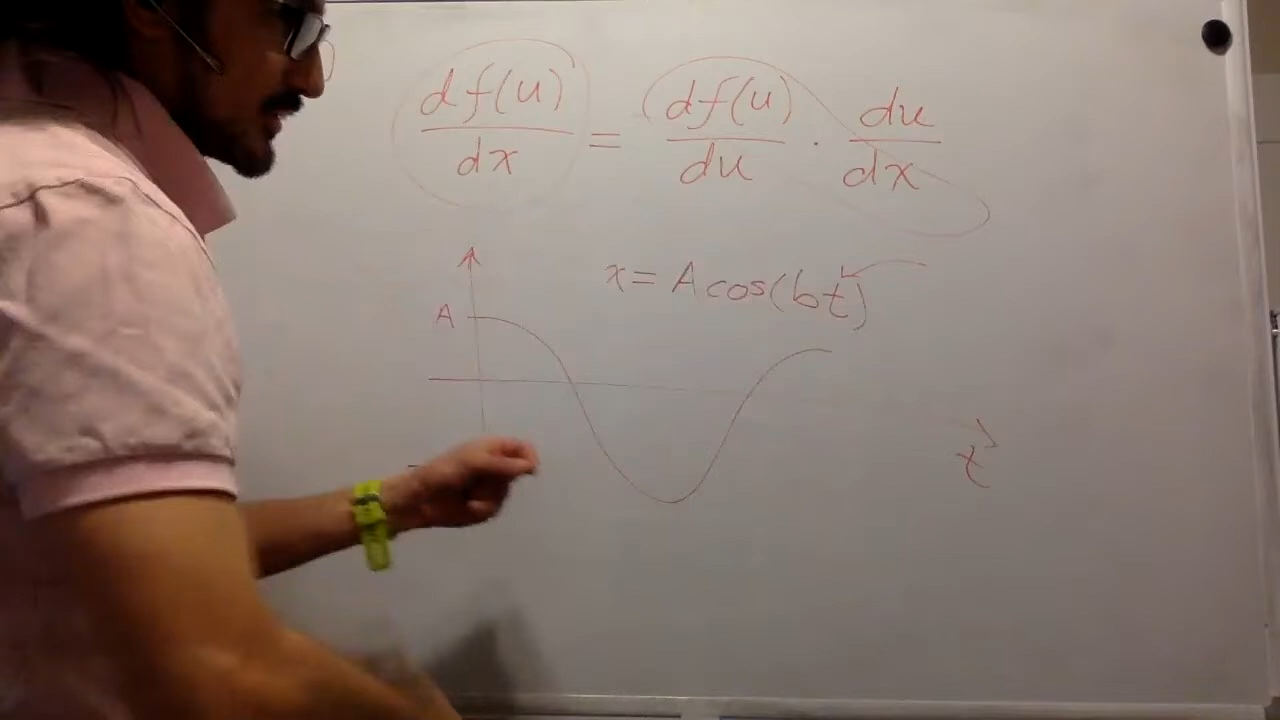 df(u)/dx = df(u)/du · du/dx
x = A cos(bt)
A
t